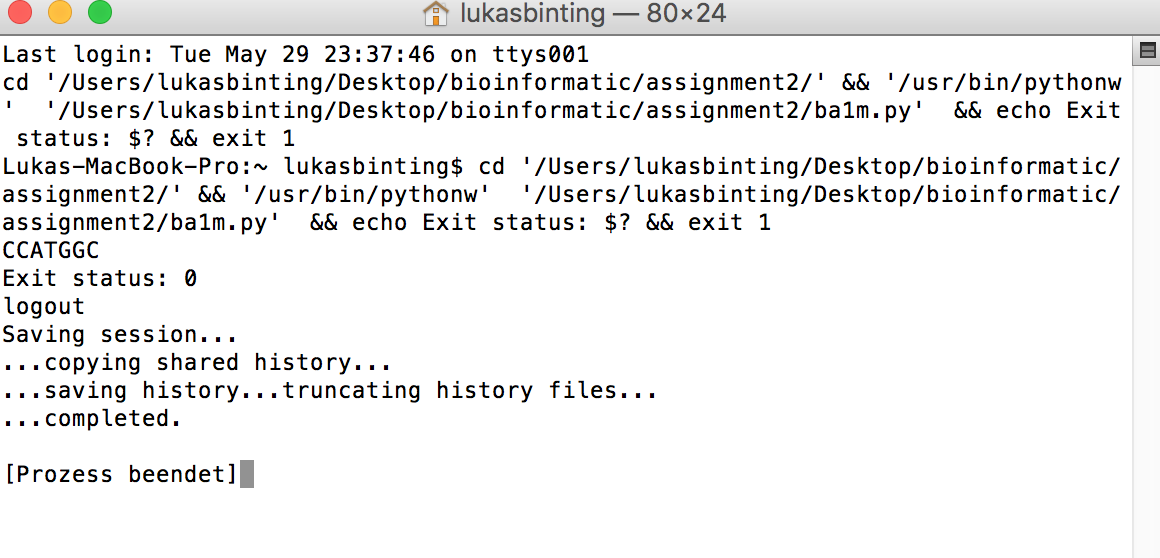 lukasbinting — 80×24
Last login: Tue May 29 23:37:46 on ttys001
cd '/Users/lukasbinting/Desktop/bioinformatic/assignment2/' && '/usr/bin/pythonw
'  '/Users/lukasbinting/Desktop/bioinformatic/assignment2/ba1m.py'  && echo Exit
 status: $? && exit 1
Lukas-MacBook-Pro:~ lukasbinting$ cd '/Users/lukasbinting/Desktop/bioinformatic/
assignment2/' && '/usr/bin/pythonw'  '/Users/lukasbinting/Desktop/bioinformatic/
assignment2/ba1m.py'  && echo Exit status: $? && exit 1
CCATGGC
Exit status: 0
logout
Saving session...
...copying shared history...
...saving history...truncating history files...
...completed.
[Prozess beendet]